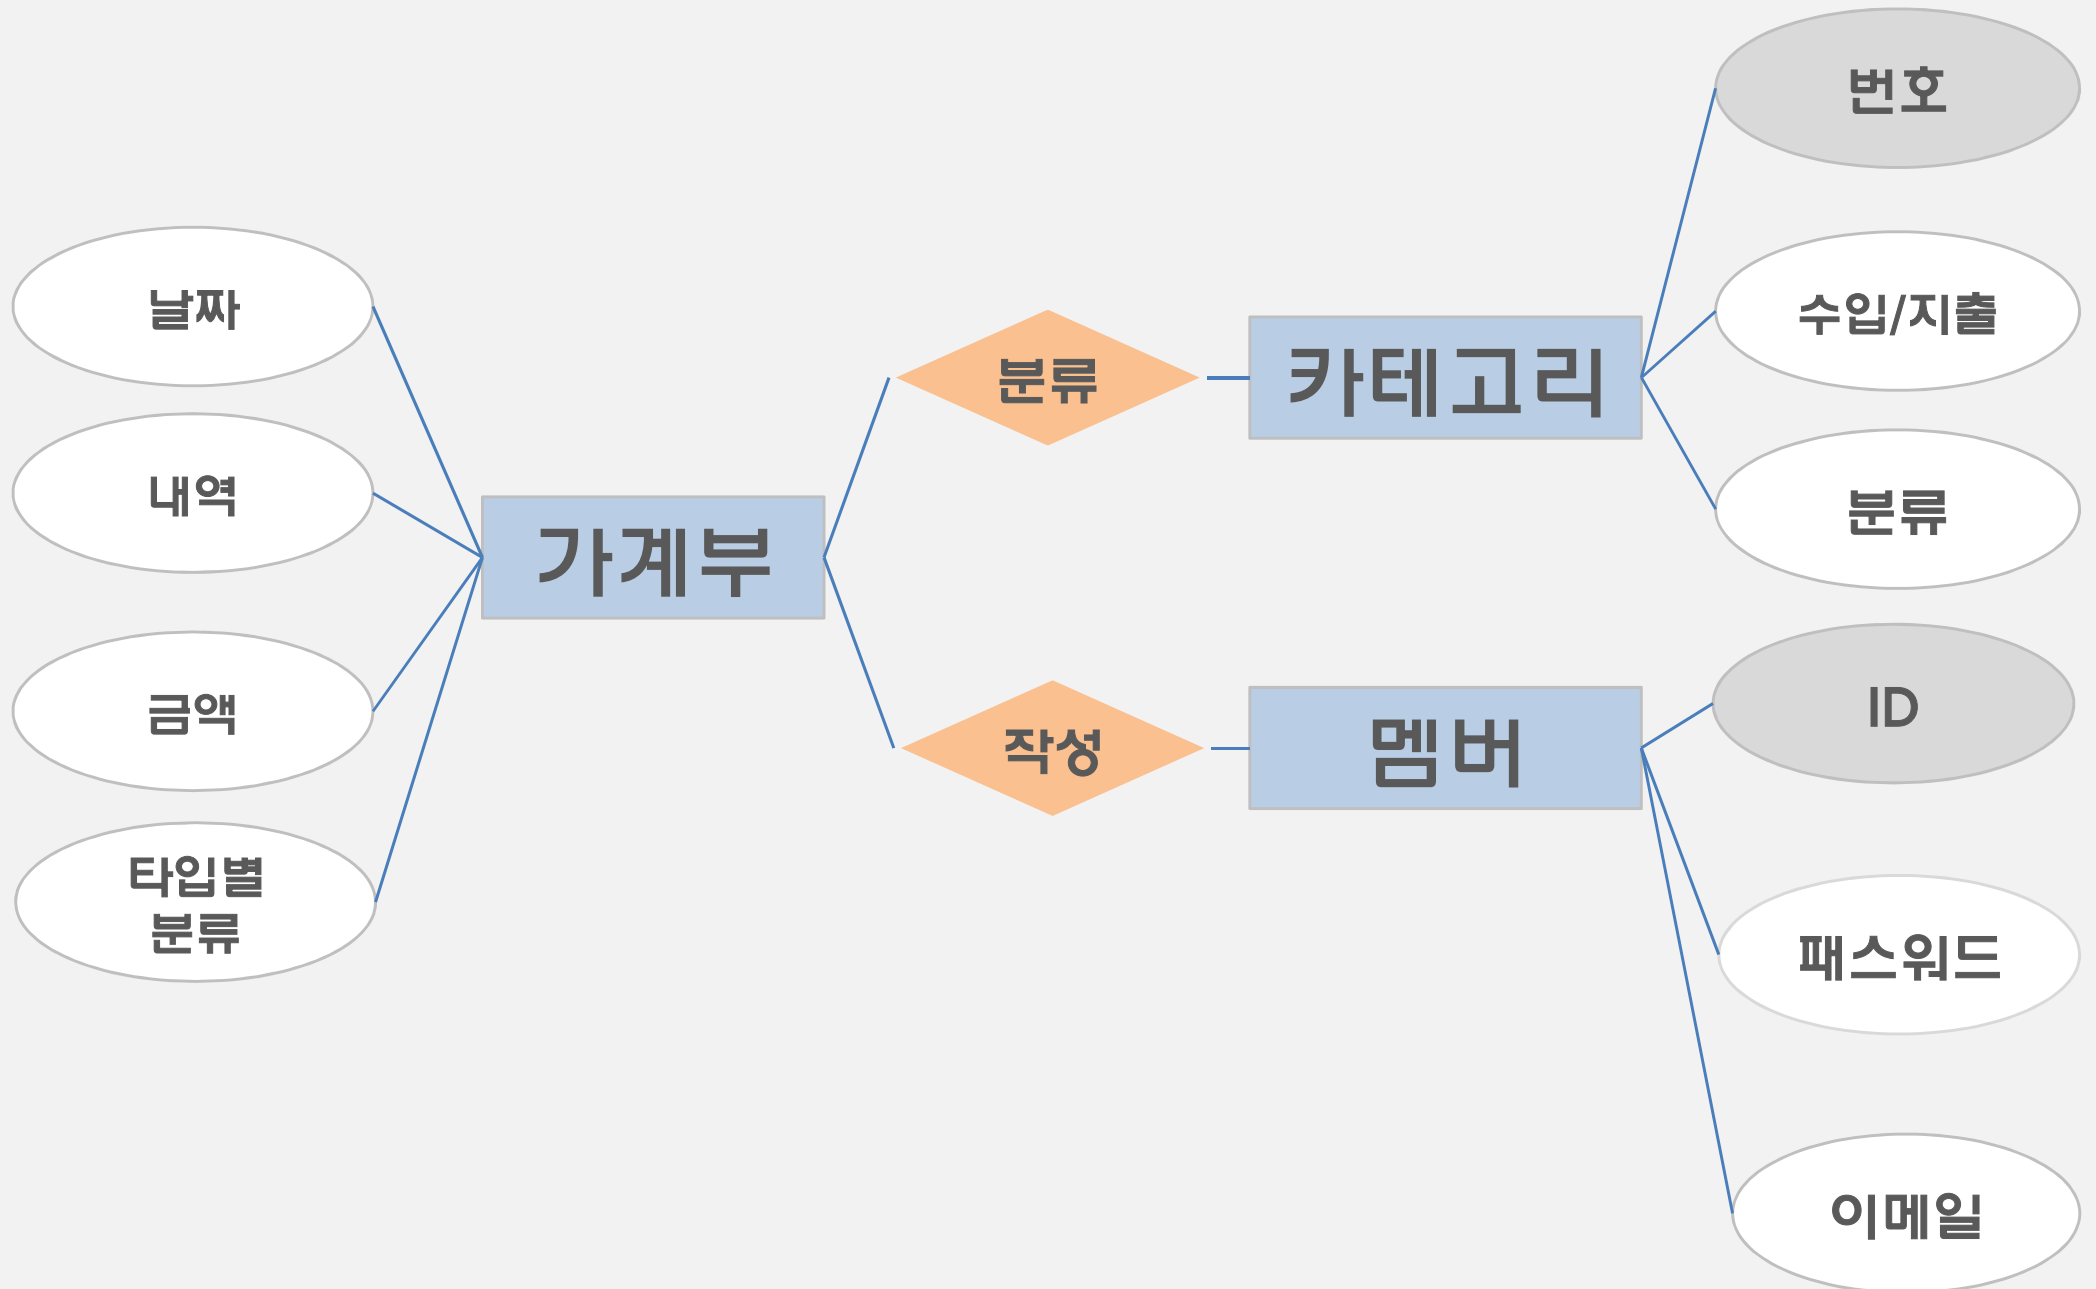 번호
날짜
수입/지출
분류
카테고리
내역
분류
가계부
ID
금액
작성
멤버
타입별
분류
패스워드
이메일